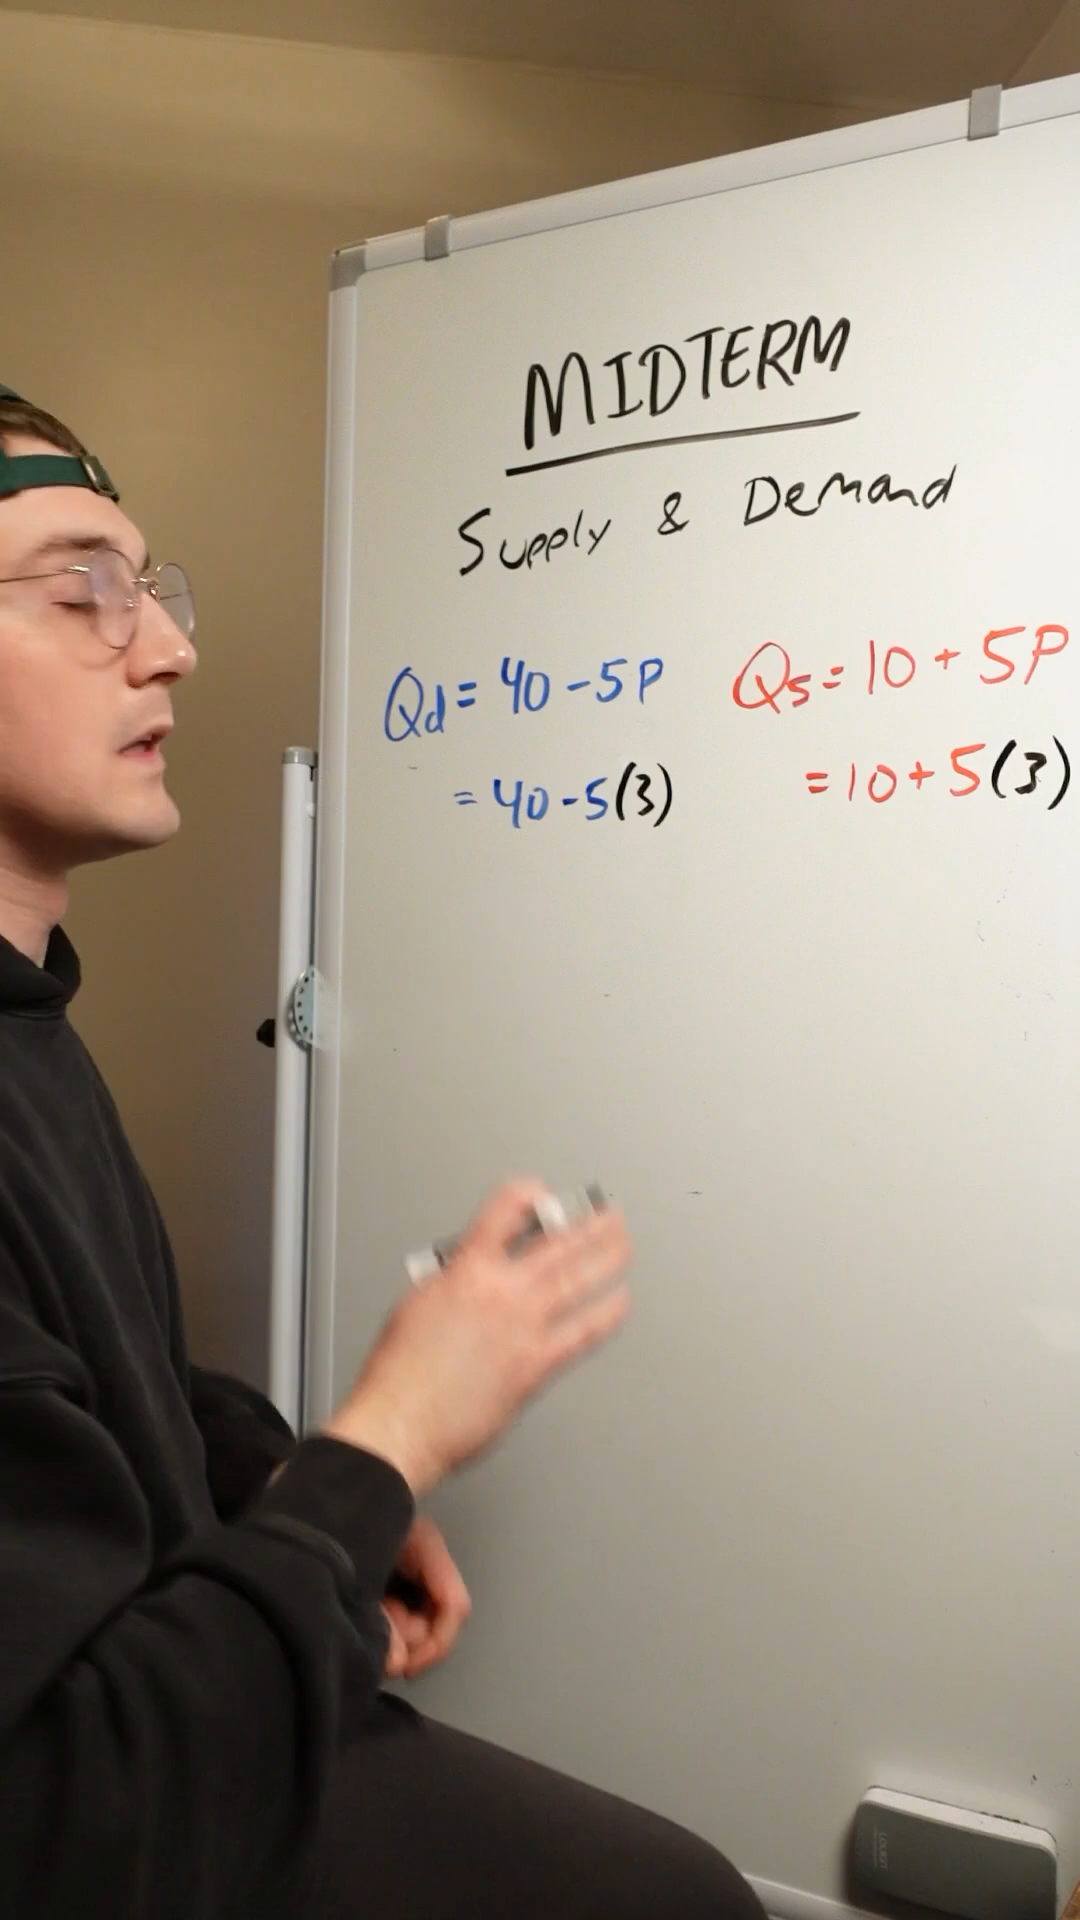 MIDTERM
Supply & Demand
Qd = 40 - 5P
= 40 - 5(3)
Qs = 10 + 5P
= 10 + 5(3)